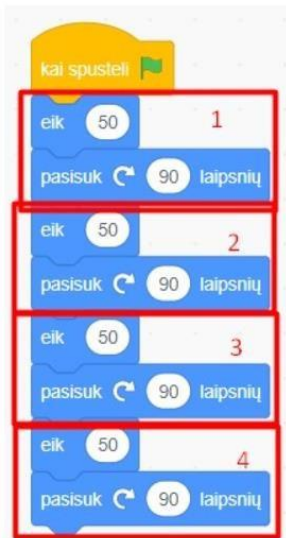 kai spusteli
eik 50 1
pasisuk 90 laipsnių
eik 50 2
pasisuk 90 laipsnių
eik 50 3
pasisuk 90 laipsnių
eik 50 4
pasisuk 90 laipsnių